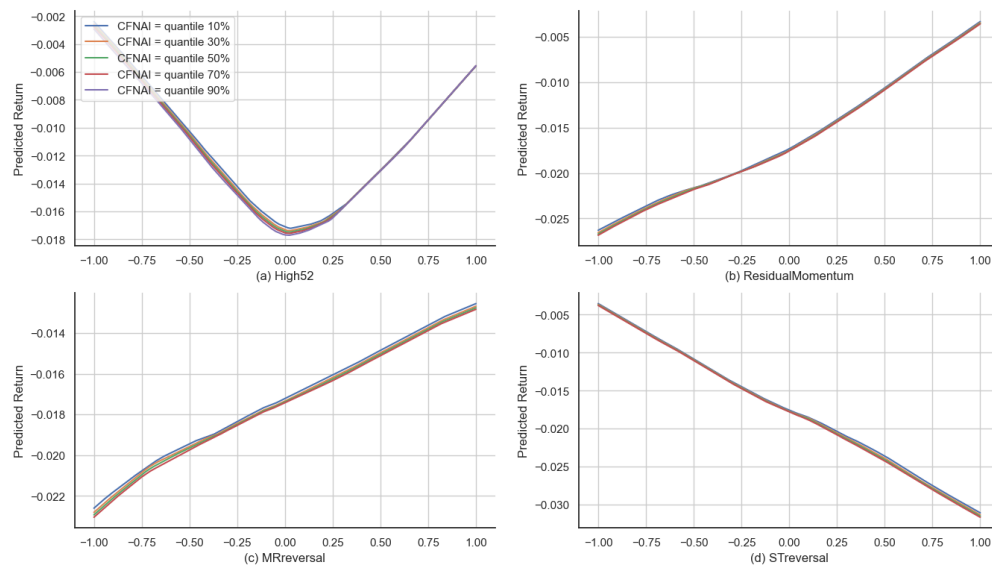 −0.002
−0.004
−0.006
−0.008
−0.010
−0.012
−0.014
−0.016
−0.018
Predicted Return
CFNAI = quantile 10%
CFNAI = quantile 30%
CFNAI = quantile 50%
CFNAI = quantile 70%
CFNAI = quantile 90%
−1.00 −0.75 −0.50 −0.25 0.00 0.25 0.50 0.75 1.00
(a) High52
−0.005
−0.010
−0.015
−0.020
−0.025
Predicted Return
−1.00 −0.75 −0.50 −0.25 0.00 0.25 0.50 0.75 1.00
(b) ResidualMomentum
−0.014
−0.016
−0.018
−0.020
−0.022
Predicted Return
−1.00 −0.75 −0.50 −0.25 0.00 0.25 0.50 0.75 1.00
(c) MRreversal
−0.005
−0.010
−0.015
−0.020
−0.025
−0.030
Predicted Return
−1.00 −0.75 −0.50 −0.25 0.00 0.25 0.50 0.75 1.00
(d) STreversal